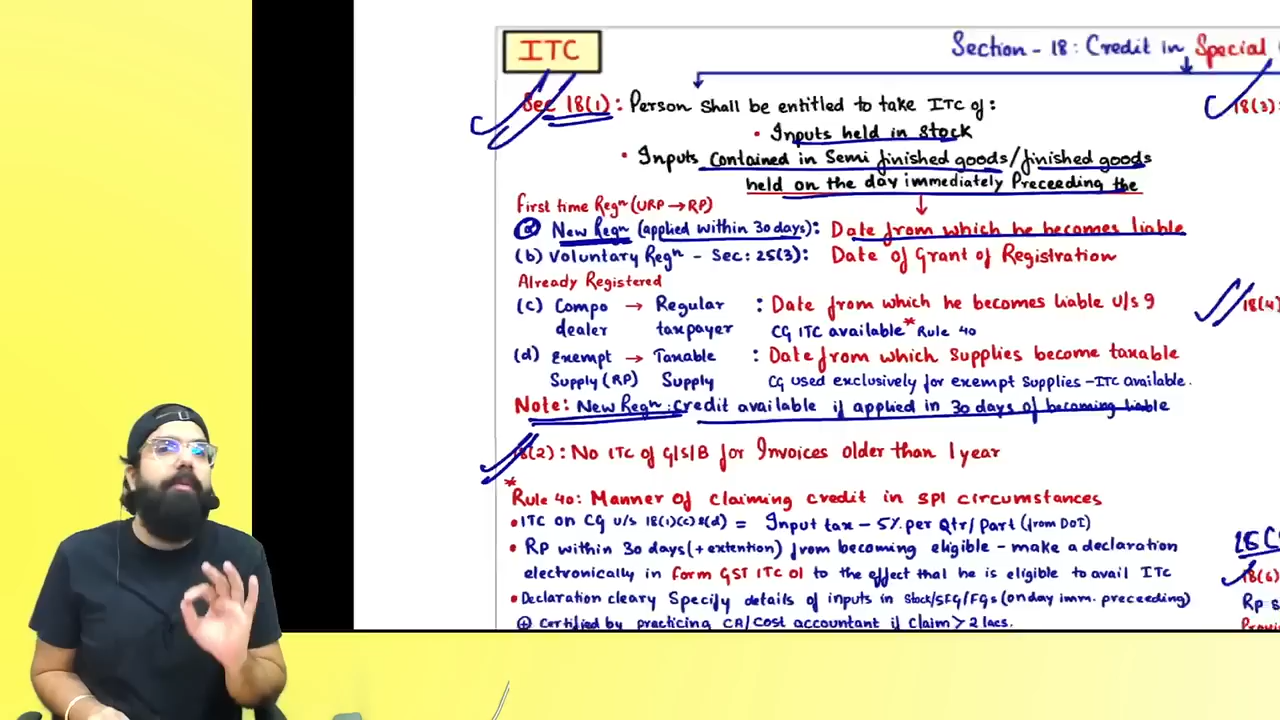 ITC
Section - 18: Credit in Special
Sec 18(1): Person shall be entitled to take ITC of:
• Inputs held in stock
• Inputs Contained in Semi finished goods/finished goods
held on the day immediately Preceeding the
First time Regⁿ (URP → RP)
(a) New Regⁿ (applied within 30 days): Date from which he becomes liable
(b) Voluntary Regⁿ - Sec: 25(3): Date of Grant of Registration
Already Registered
(c) Compo → Regular : Date from which he becomes liable u/s 9
dealer taxpayer CG ITC available* Rule 40
(d) Exempt → Taxable : Date from which Supplies become taxable
Supply (RP) Supply CG used exclusively for exempt Supplies - ITC available.
Note: New Regⁿ: Credit available if applied in 30 days of becoming liable
18(2): No ITC of G/S/B for Invoices older than 1 year
* Rule 40: Manner of claiming credit in SPl circumstances
• ITC on CG u/s 18(1)(c)&(d) = Input tax - 5% per Qtr/part (from DOI)
• RP within 30 days (+ extention) from becoming eligible - make a declaration
electronically in form GST ITC 01 to the effect that he is eligible to avail ITC
• Declaration cleary Specify details of inputs in Stock/SFG/FGs (on day imm. preceeding)
⊕ Certified by practicing CA/Cost accountant if claim > 2 lacs.
18(3):
18(4)
18(6)
Rp s
Provi